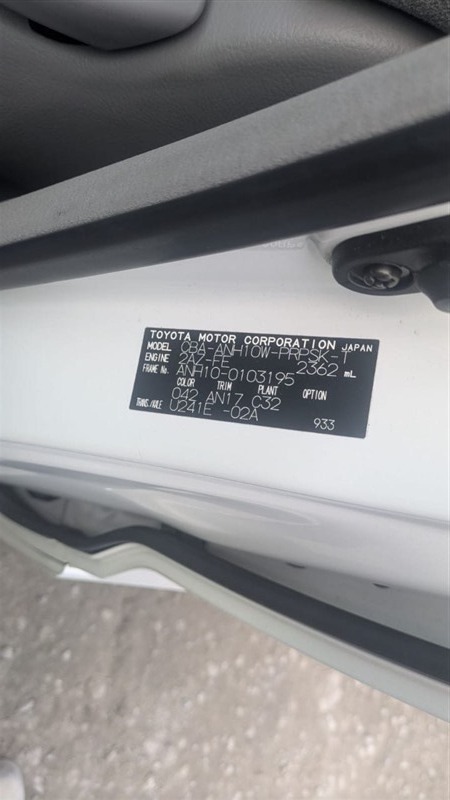 TOYOTA MOTOR CORPORATION JAPAN
MODEL CBA-ANH10W-PRPSK-T
ENGINE 2AZ-FE 2362 mL
FRAME No. ANH10-0103195
COLOR TRIM PLANT OPTION
042 AN17 C32
TRANS./AXLE U241E -02A 933